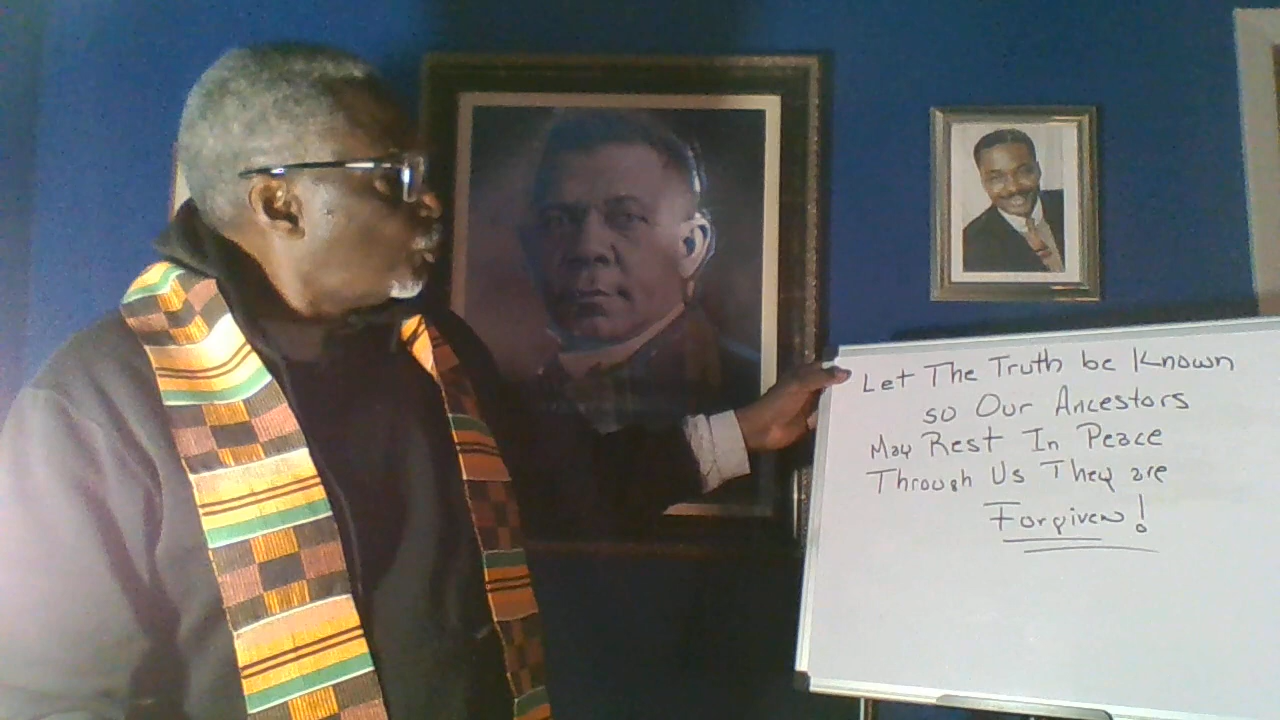 Let The Truth be Known
so Our Ancestors
May Rest In Peace
Through Us They are
Forgiven!